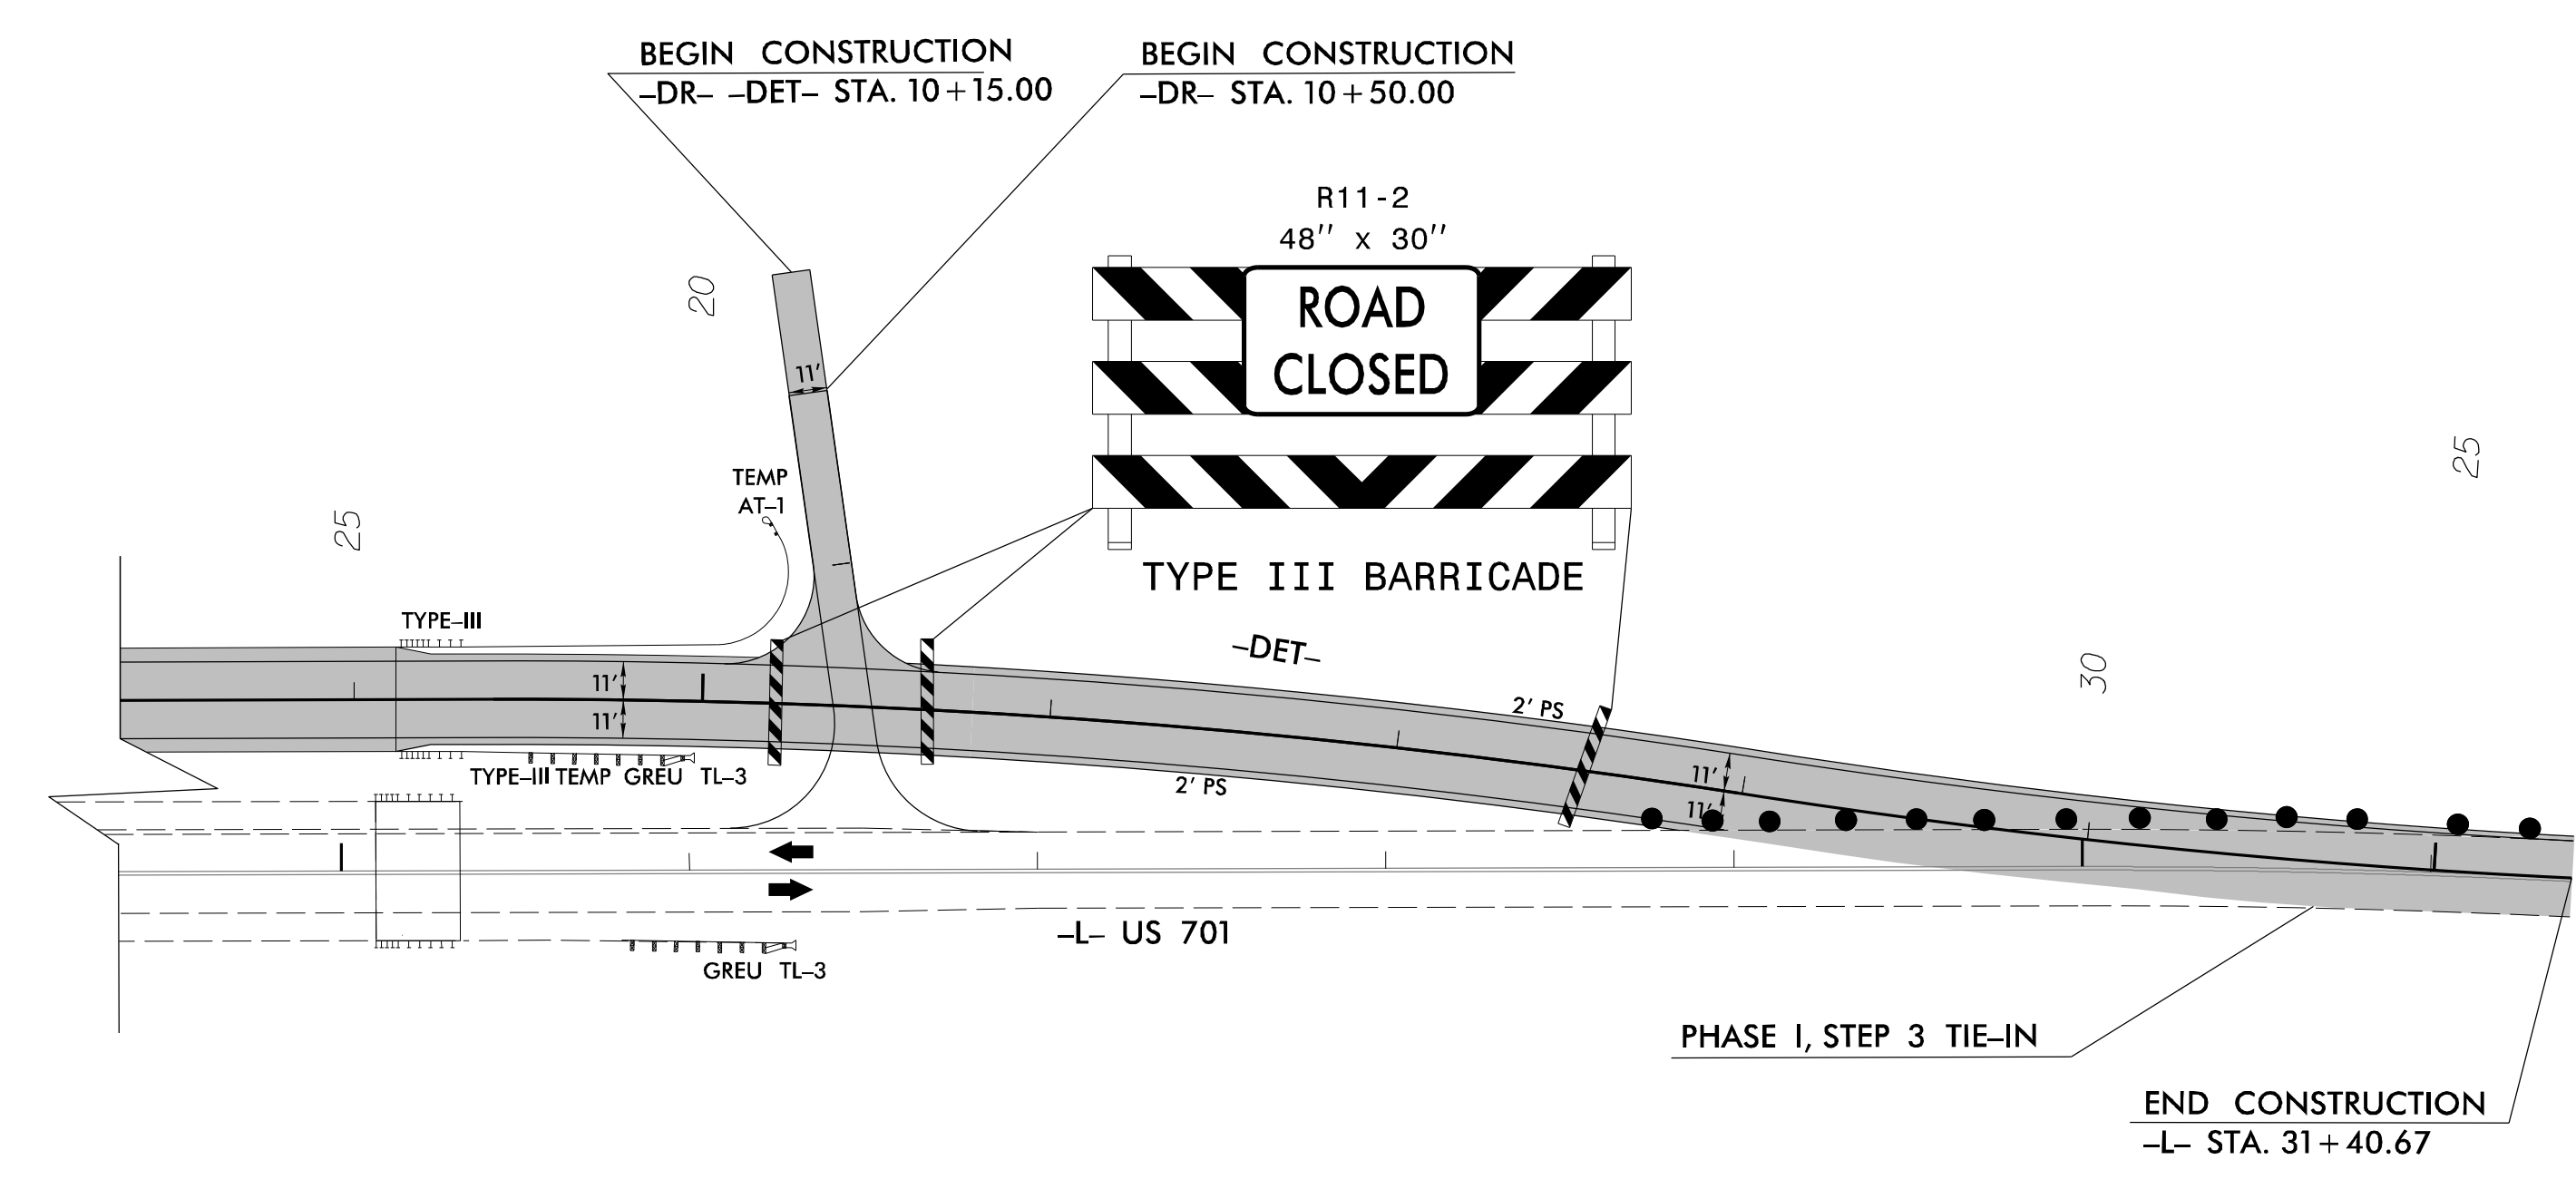 BEGIN CONSTRUCTION
–DR– –DET– STA. 10+15.00
BEGIN CONSTRUCTION
–DR– STA. 10+50.00
R11-2
48" x 30"
ROAD
CLOSED
TYPE III BARRICADE
20
11'
TEMP
AT–1
25
25
TYPE–III
–DET–
30
11'
11'
2' PS
11'
11'
TYPE–III TEMP GREU TL–3
2' PS
–L– US 701
GREU TL–3
PHASE I, STEP 3 TIE–IN
END CONSTRUCTION
–L– STA. 31+40.67